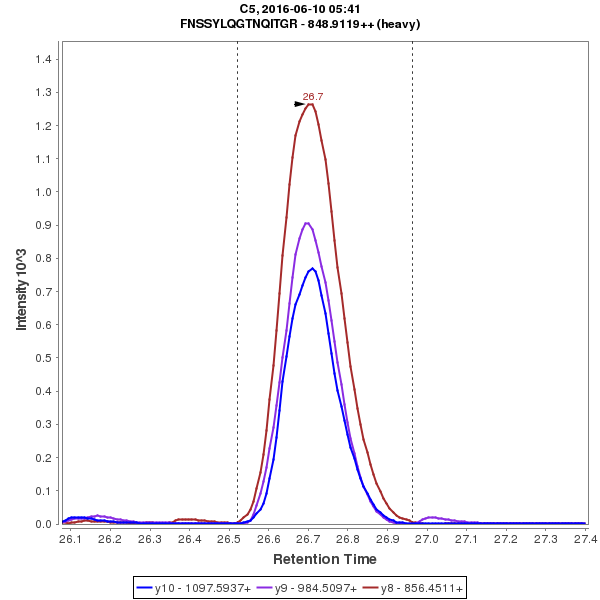 C5, 2016-06-10 05:41
FNSSYLQGTNQITGR - 848.9119++ (heavy)
1.4
1.3
1.2
1.1
1.0
0.9
0.8
0.7
0.6
0.5
0.4
0.3
0.2
0.1
0.0
Intensity 10^3
26.7
26.1 26.2 26.3 26.4 26.5 26.6 26.7 26.8 26.9 27.0 27.1 27.2 27.3 27.4
Retention Time
y10 - 1097.5937+ y9 - 984.5097+ y8 - 856.4511+